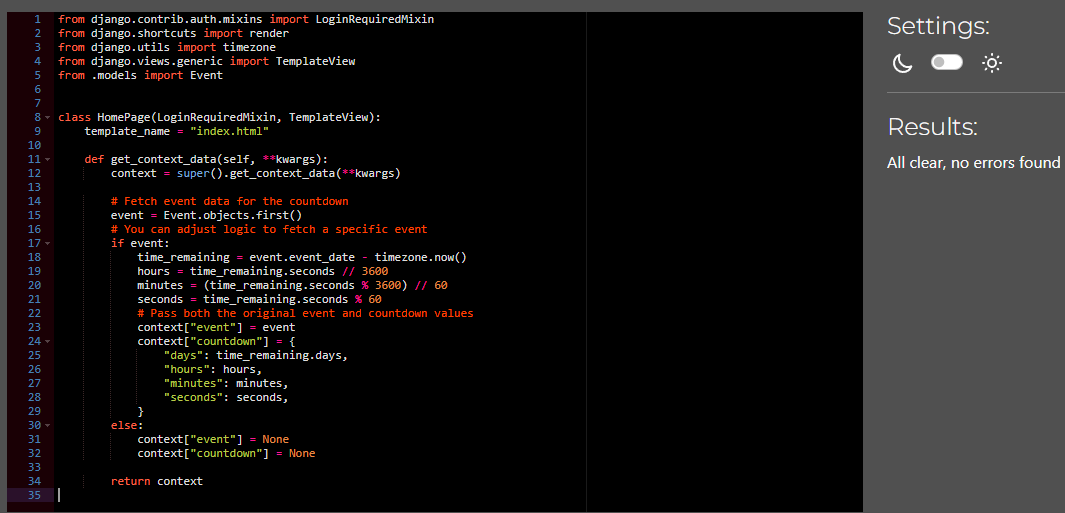 1 from django.contrib.auth.mixins import LoginRequiredMixin
2 from django.shortcuts import render
3 from django.utils import timezone
4 from django.views.generic import TemplateView
5 from .models import Event
6
7
8 class HomePage(LoginRequiredMixin, TemplateView):
9     template_name = "index.html"
10
11     def get_context_data(self, **kwargs):
12         context = super().get_context_data(**kwargs)
13
14         # Fetch event data for the countdown
15         event = Event.objects.first()
16         # You can adjust logic to fetch a specific event
17         if event:
18             time_remaining = event.event_date - timezone.now()
19             hours = time_remaining.seconds // 3600
20             minutes = (time_remaining.seconds % 3600) // 60
21             seconds = time_remaining.seconds % 60
22             # Pass both the original event and countdown values
23             context["event"] = event
24             context["countdown"] = {
25                 "days": time_remaining.days,
26                 "hours": hours,
27                 "minutes": minutes,
28                 "seconds": seconds,
29             }
30         else:
31             context["event"] = None
32             context["countdown"] = None
33
34         return context
35
Settings:
Results:
All clear, no errors found